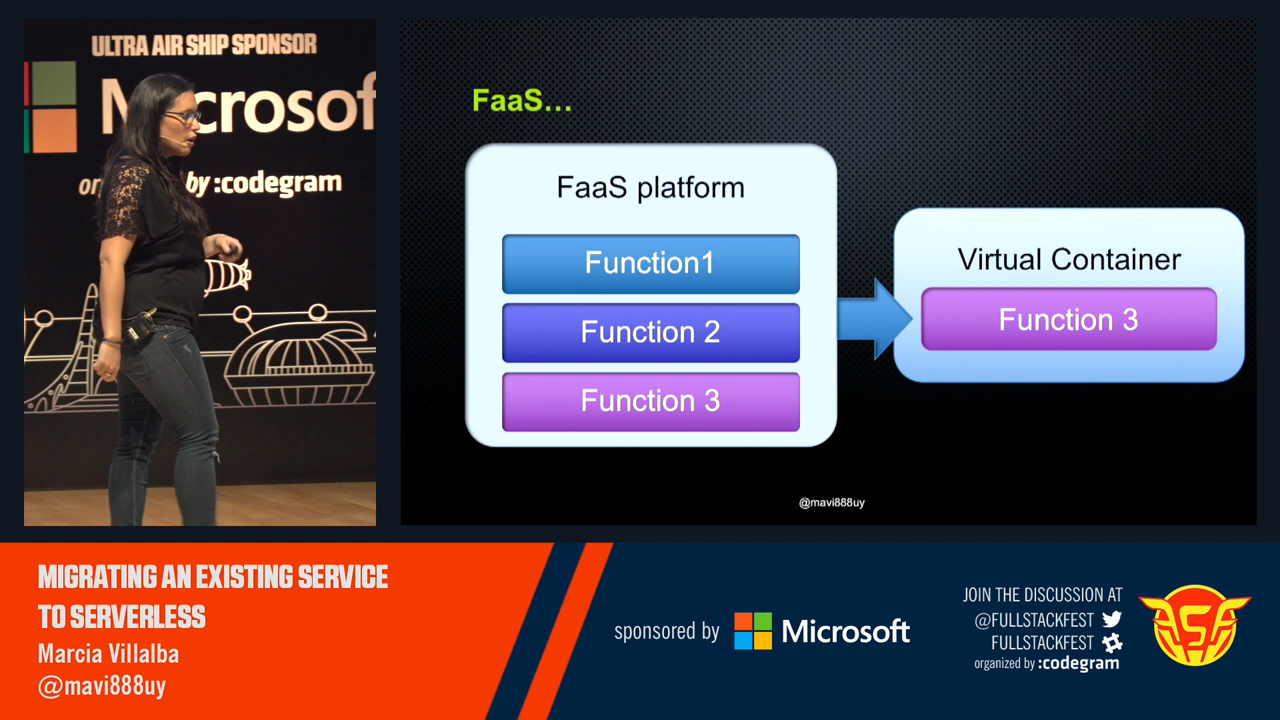 ULTRA AIR SHIP SPONSOR
Microsof
by :codegram
FaaS...
FaaS platform
Function1
Function 2
Function 3
Virtual Container
Function 3
@mavi888uy
MIGRATING AN EXISTING SERVICE
TO SERVERLESS
Marcia Villalba
@mavi888uy
sponsored by
Microsoft
JOIN THE DISCUSSION AT
@FULLSTACKFEST
FULLSTACKFEST
organized by :codegram
FSF